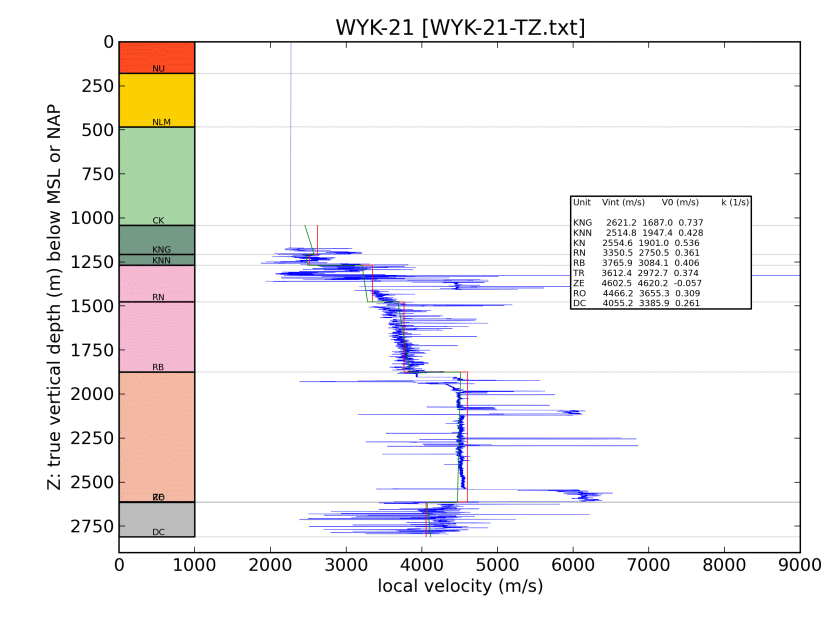 WYK-21 [WYK-21-TZ.txt]
0
250
500
750
1000
1250
1500
1750
2000
2250
2500
2750
Z: true vertical depth (m) below MSL or NAP
NU
NLM
CK
KNG
KNN
RN
RB
ZE
DC
Unit Vint (m/s) V0 (m/s) k (1/s)
KNG 2621.2 1687.0 0.737
KNN 2514.8 1947.4 0.428
KN 2554.6 1901.0 0.536
RN 3350.5 2750.5 0.361
RB 3765.9 3084.1 0.406
TR 3612.4 2972.7 0.374
ZE 4602.5 4620.2 -0.057
RO 4466.2 3655.3 0.309
DC 4055.2 3385.9 0.261
0 1000 2000 3000 4000 5000 6000 7000 8000 9000
local velocity (m/s)